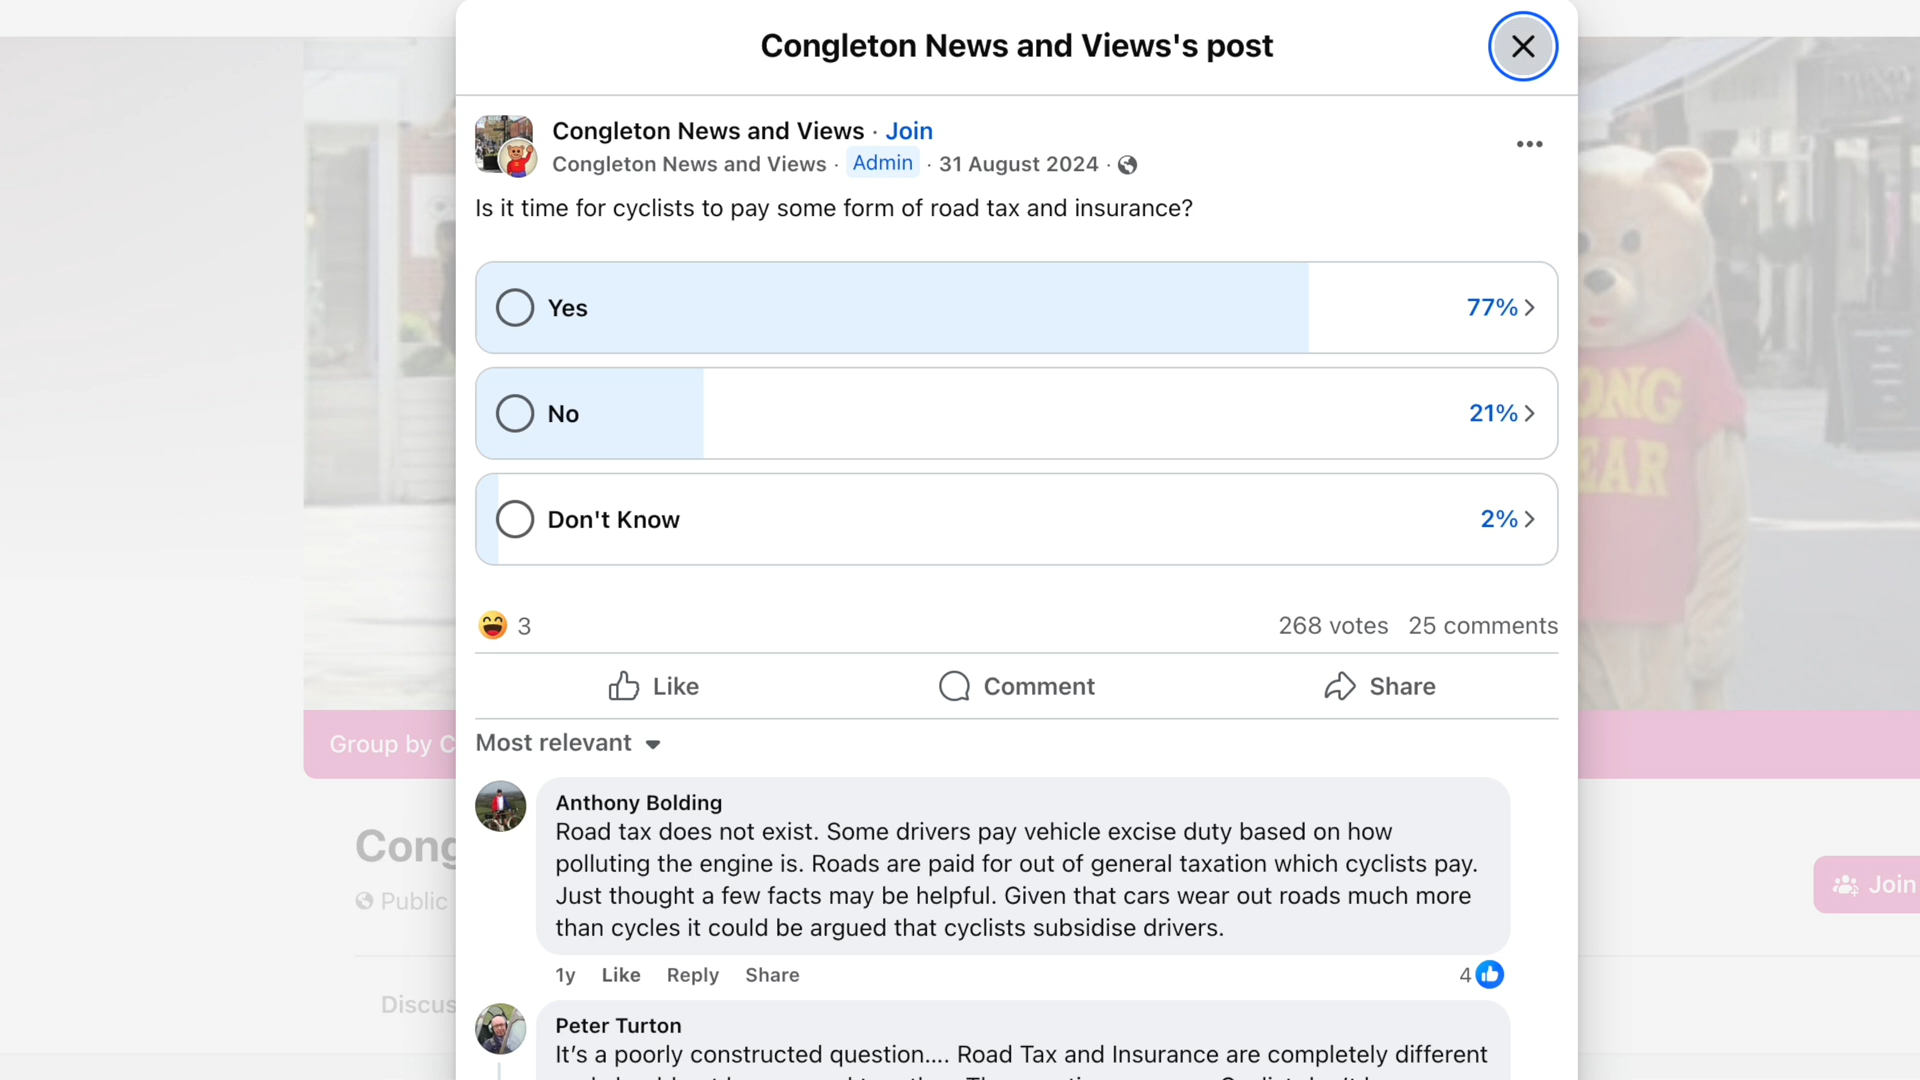 Congleton News and Views's post
Congleton News and Views · Join
Congleton News and Views · Admin · 31 August 2024 ·
Is it time for cyclists to pay some form of road tax and insurance?
Yes 77%
No 21%
Don't Know 2%
3 268 votes 25 comments
Like Comment Share
Most relevant
Anthony Bolding
Road tax does not exist. Some drivers pay vehicle excise duty based on how
polluting the engine is. Roads are paid for out of general taxation which cyclists pay.
Just thought a few facts may be helpful. Given that cars wear out roads much more
than cycles it could be argued that cyclists subsidise drivers.
1y Like Reply Share 4
Peter Turton
It’s a poorly constructed question.... Road Tax and Insurance are completely different
Group by C
Cong
Public
Discus
Join
ONG
EAR